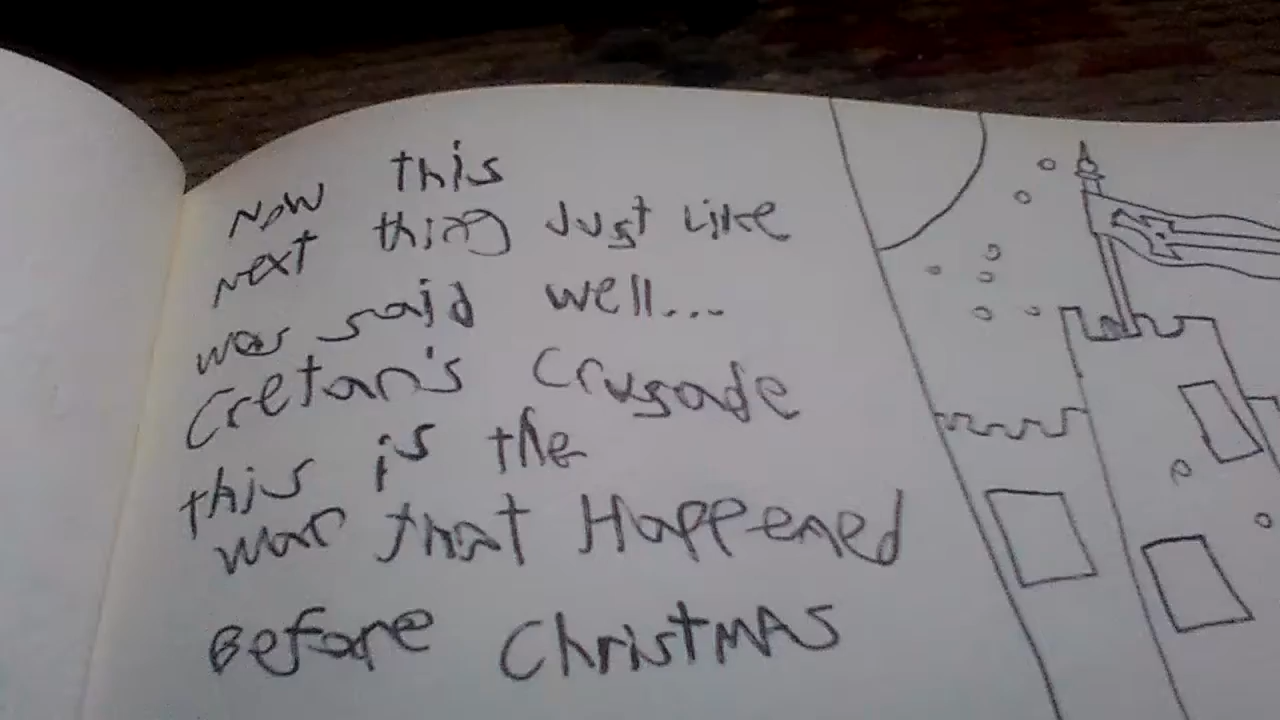 Now this
next thing Just Like
was said well...
Cretan's Crusade
this is the
war that Happened
Before ChristMAS